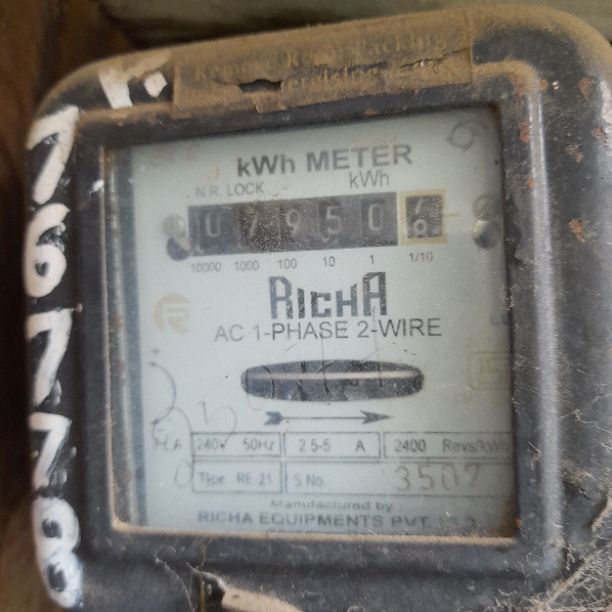 kWh METER
N.R. LOCK kWh
0 7 9 5 0
10000 1000 100 10 1 1/10
RICHA
AC 1-PHASE 2-WIRE
240V 50Hz 2.5-5 A 2400 Revs/kWh
Type RE 21 S No. 3507
Manufactured by
RICHA EQUIPMENTS PVT.
76778